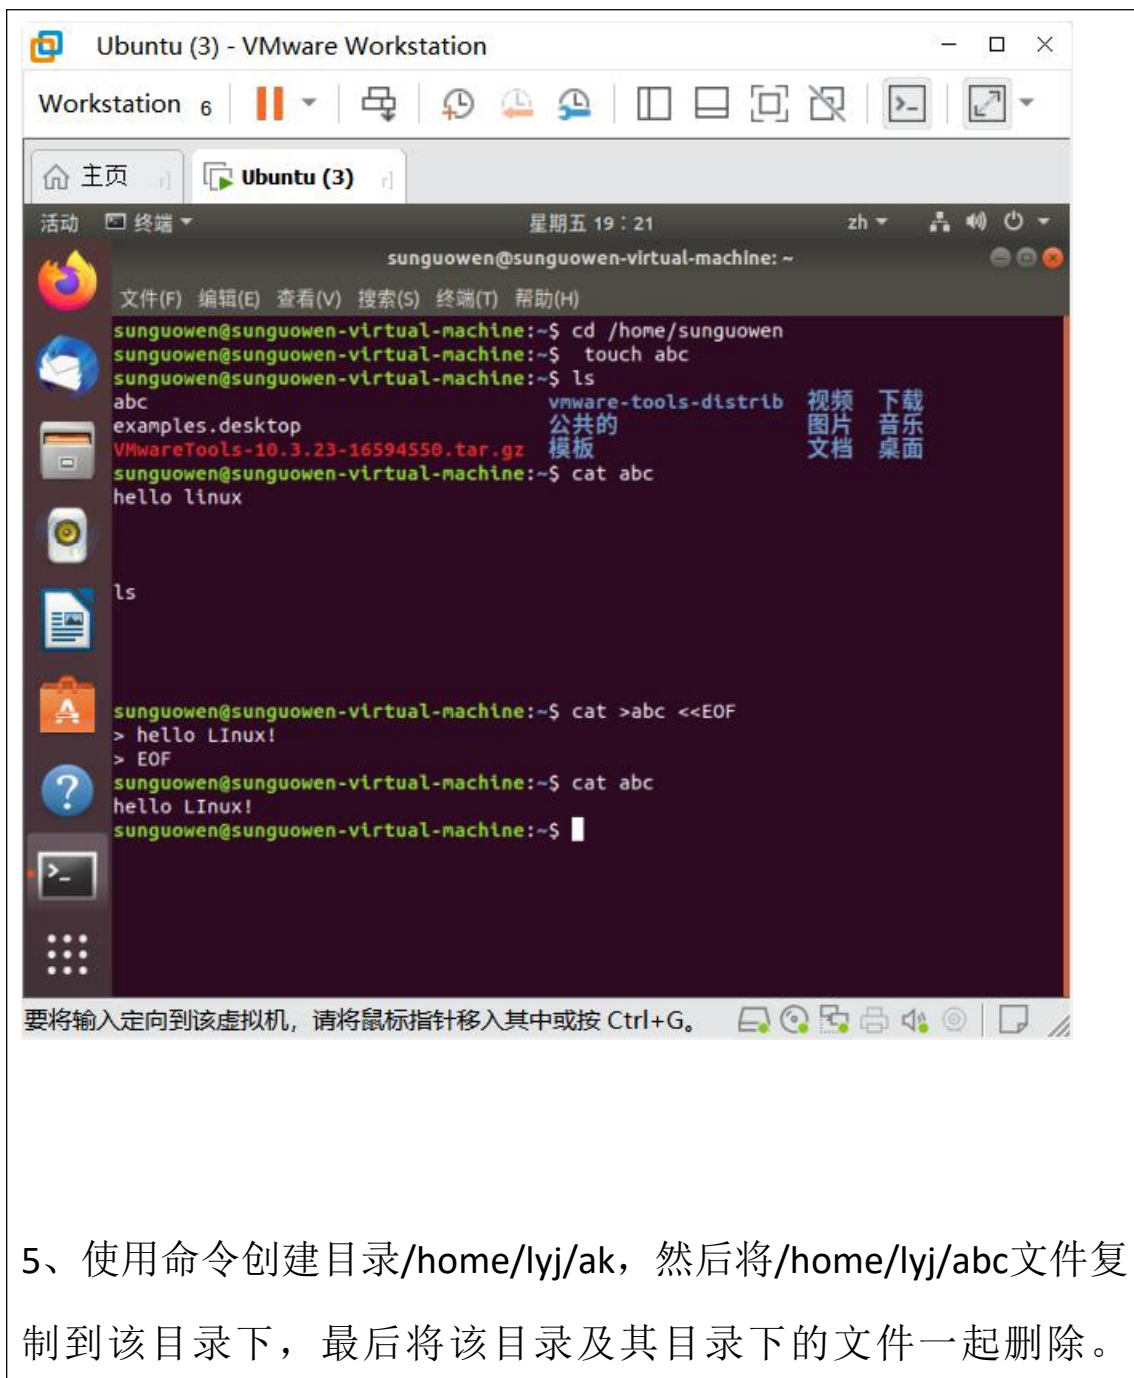 Ubuntu (3) - VMware Workstation
Workstation 6
主页 Ubuntu (3)
活动 终端 星期五 19：21 zh
sunguowen@sunguowen-virtual-machine: ~
文件(F) 编辑(E) 查看(V) 搜索(S) 终端(T) 帮助(H)
sunguowen@sunguowen-virtual-machine:~$ cd /home/sunguowen
sunguowen@sunguowen-virtual-machine:~$  touch abc
sunguowen@sunguowen-virtual-machine:~$ ls
abc vmware-tools-distrib 视频 下载
examples.desktop 公共的 图片 音乐
VMwareTools-10.3.23-16594550.tar.gz 模板 文档 桌面
sunguowen@sunguowen-virtual-machine:~$ cat abc
hello linux
ls
sunguowen@sunguowen-virtual-machine:~$ cat >abc <<EOF
> hello LInux!
> EOF
sunguowen@sunguowen-virtual-machine:~$ cat abc
hello LInux!
sunguowen@sunguowen-virtual-machine:~$
要将输入定向到该虚拟机，请将鼠标指针移入其中或按 Ctrl+G。
5、使用命令创建目录/home/lyj/ak，然后将/home/lyj/abc文件复
制到该目录下，最后将该目录及其目录下的文件一起删除。